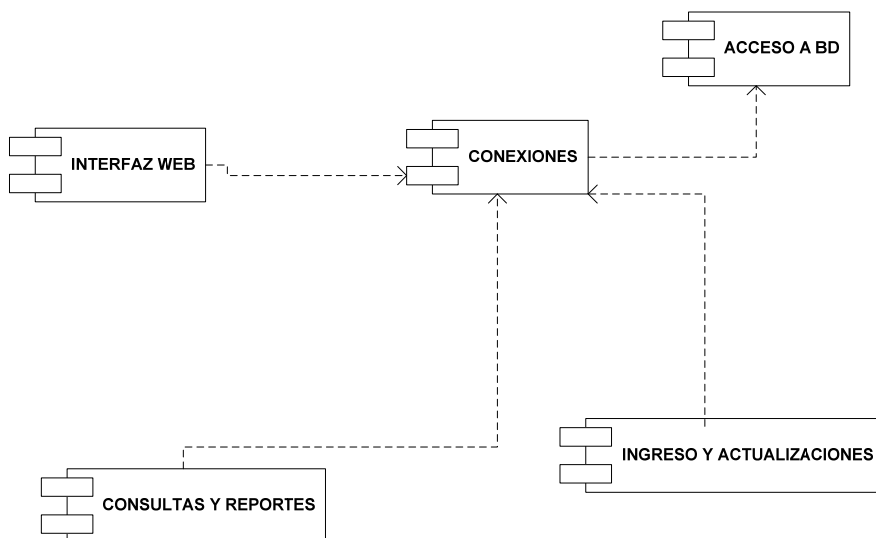 ACCESO A BD
INTERFAZ WEB
CONEXIONES
INGRESO Y ACTUALIZACIONES
CONSULTAS Y REPORTES